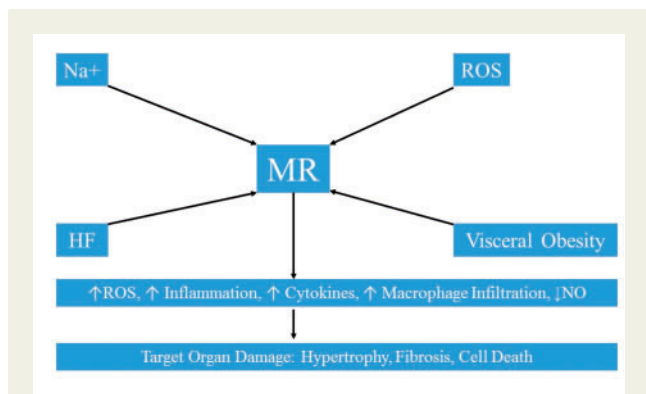 Na+
ROS
MR
HF
Visceral Obesity
↑ROS, ↑ Inflammation, ↑ Cytokines, ↑ Macrophage Infiltration, ↓NO
Target Organ Damage: Hypertrophy, Fibrosis, Cell Death